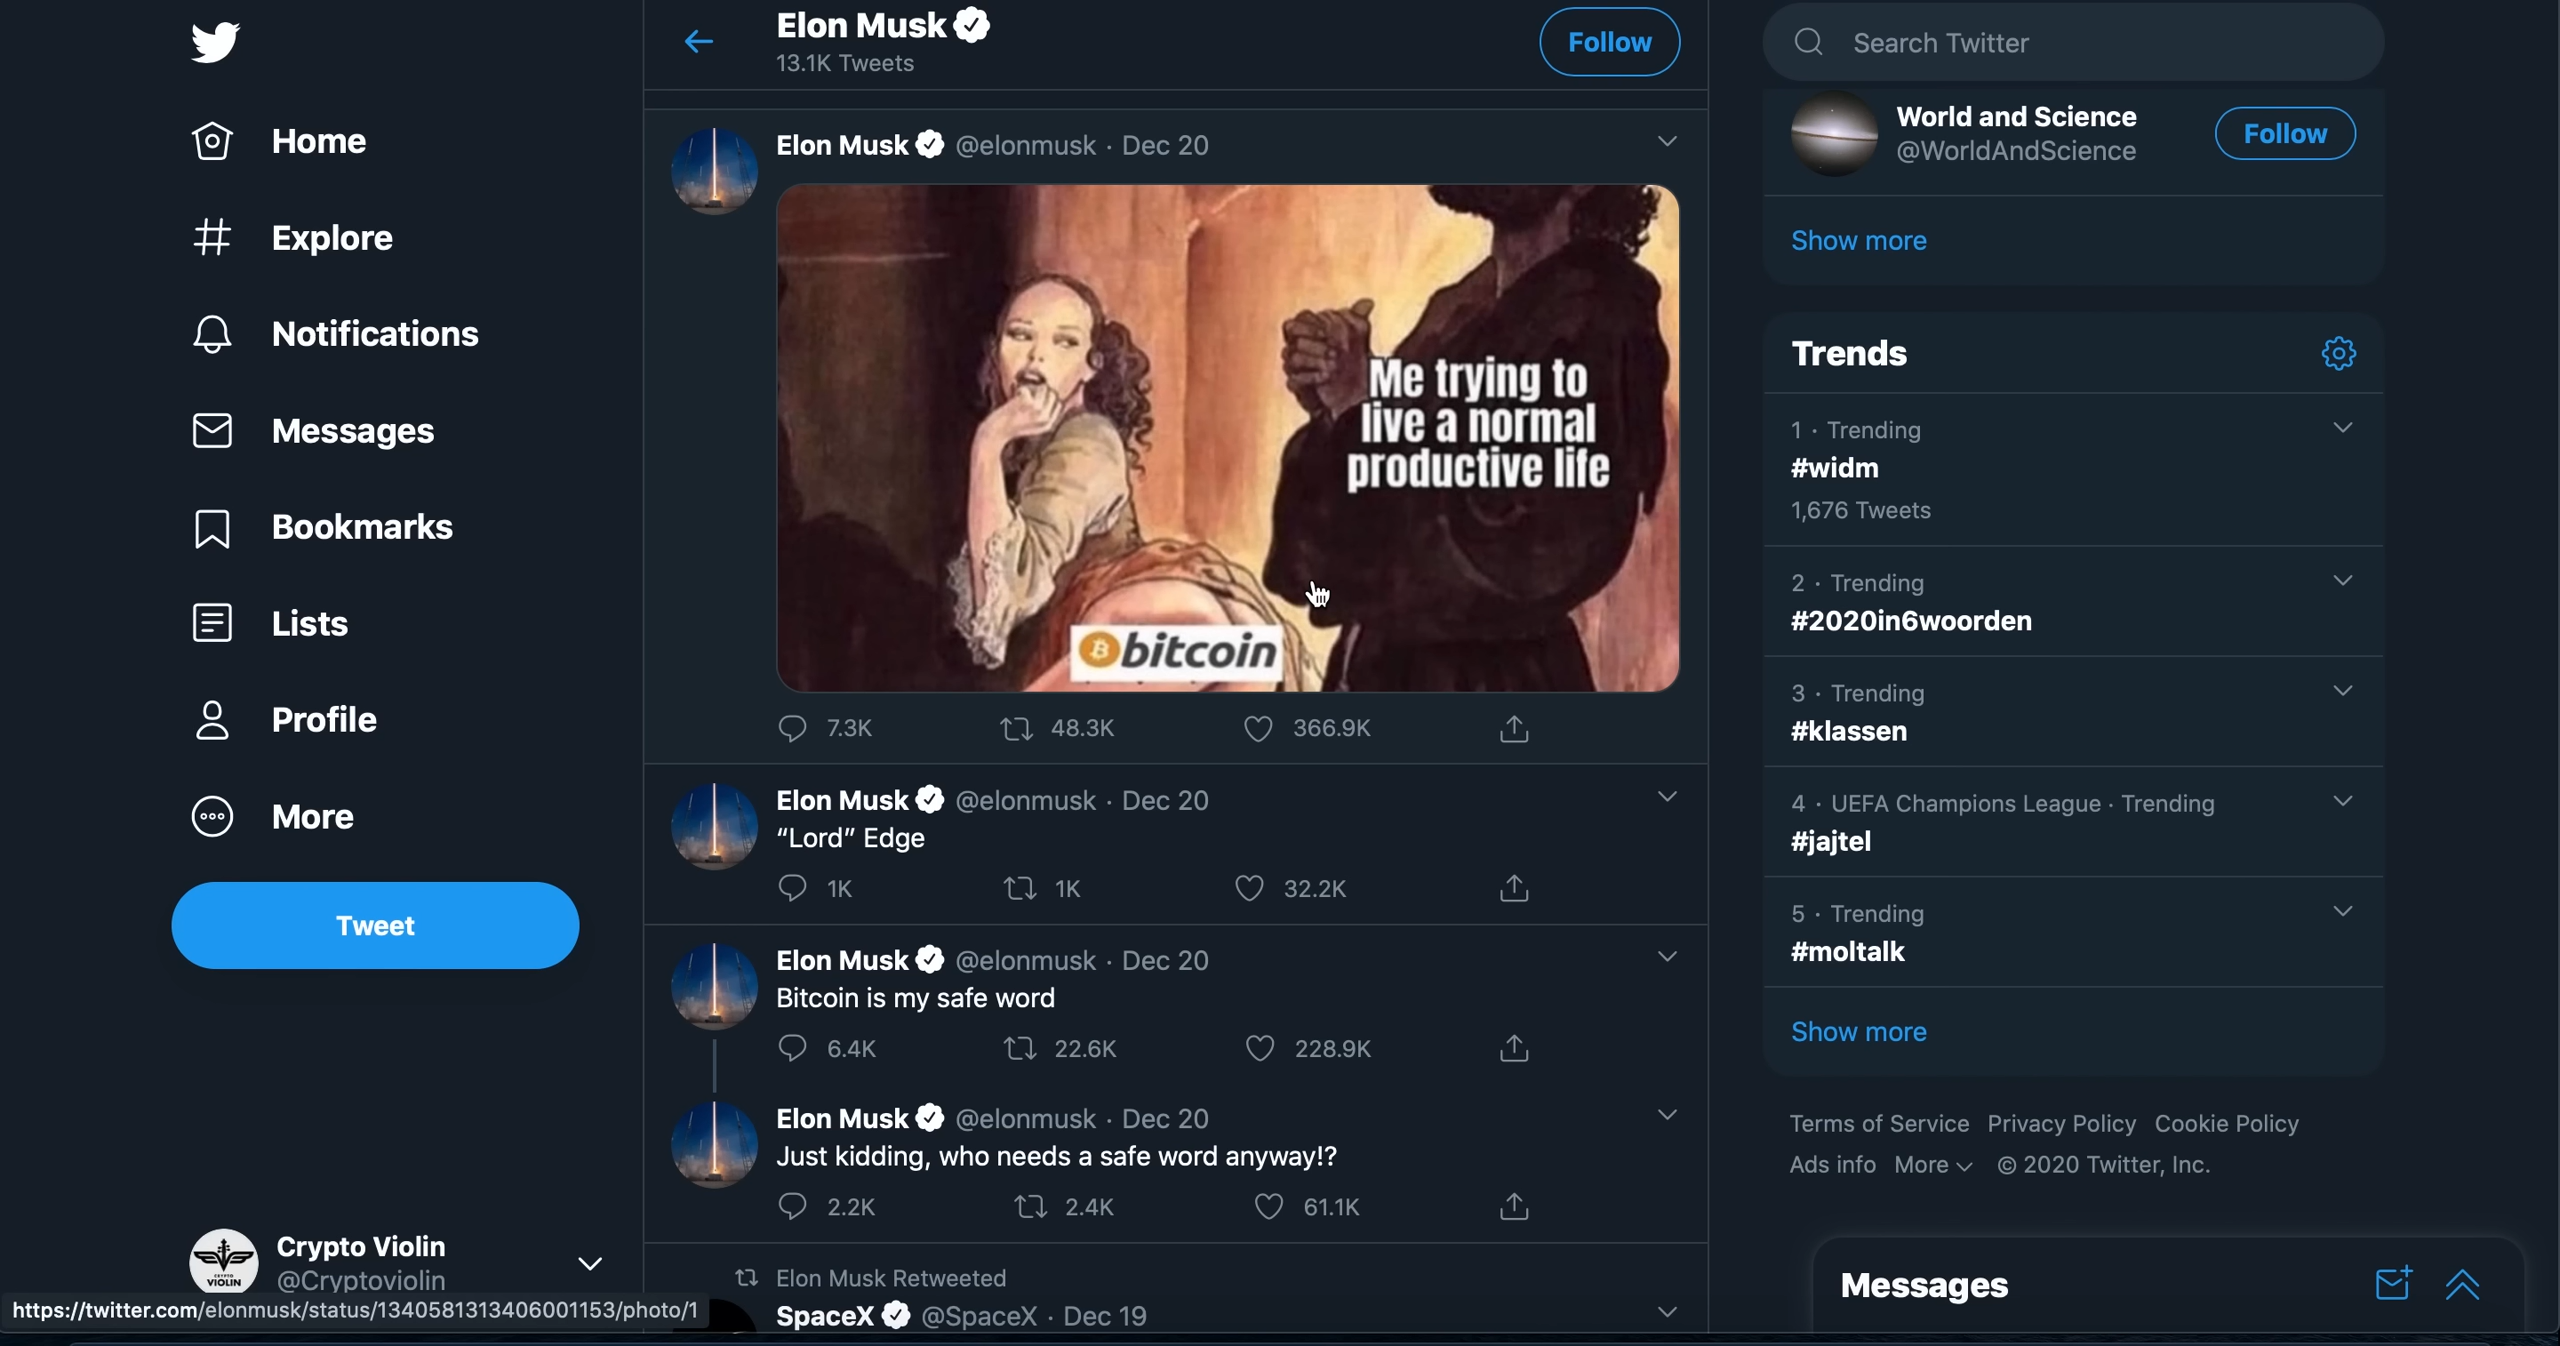 Home
Explore
Notifications
Messages
Bookmarks
Lists
Profile
More
Tweet
Crypto Violin
@Cryptoviolin
VIOLIN
https://twitter.com/elonmusk/status/1340581313406001153/photo/1
Elon Musk
13.1K Tweets
Follow
Elon Musk @elonmusk · Dec 20
Me trying to
live a normal
productive life
bitcoin
7.3K 48.3K 366.9K
Elon Musk @elonmusk · Dec 20
“Lord” Edge
1K 1K 32.2K
Elon Musk @elonmusk · Dec 20
Bitcoin is my safe word
6.4K 22.6K 228.9K
Elon Musk @elonmusk · Dec 20
Just kidding, who needs a safe word anyway!?
2.2K 2.4K 61.1K
Elon Musk Retweeted
SpaceX @SpaceX · Dec 19
Search Twitter
World and Science
@WorldAndScience
Follow
Show more
Trends
1 · Trending
#widm
1,676 Tweets
2 · Trending
#2020in6woorden
3 · Trending
#klassen
4 · UEFA Champions League · Trending
#jajtel
5 · Trending
#moltalk
Show more
Terms of Service Privacy Policy Cookie Policy
Ads info More © 2020 Twitter, Inc.
Messages